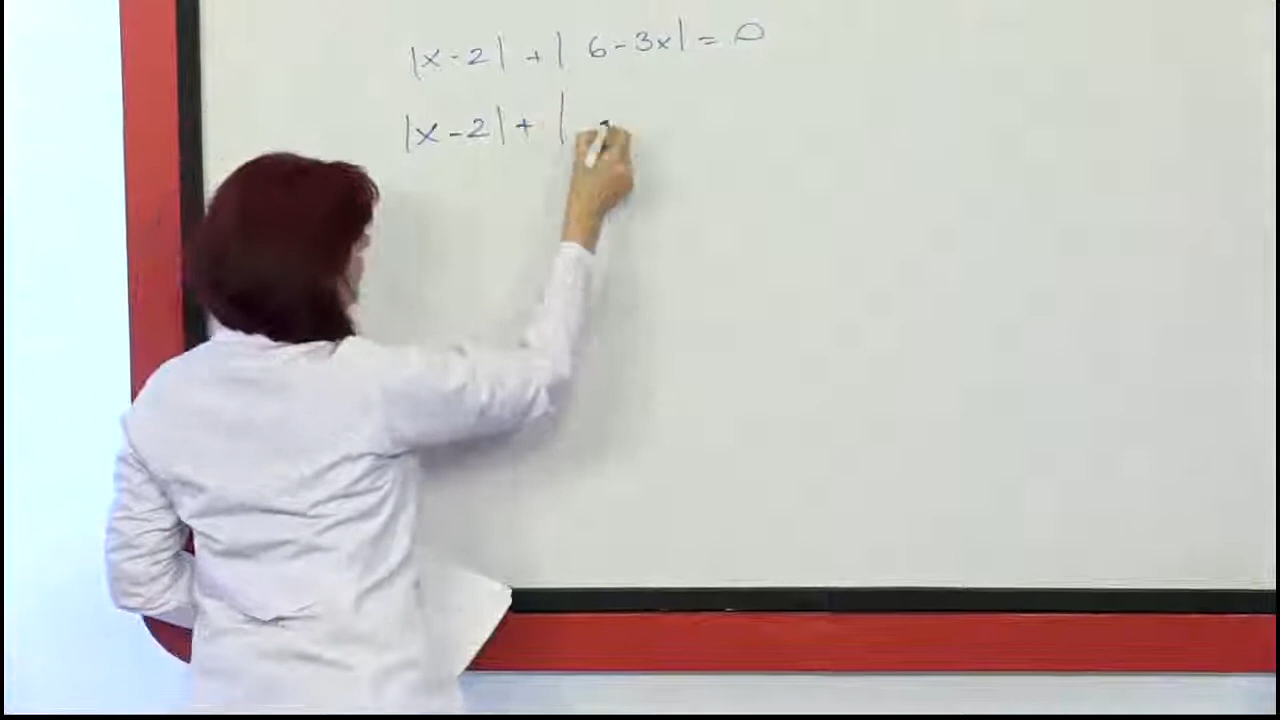 |x-2| + | 6-3x| = 0
|x-2| + |